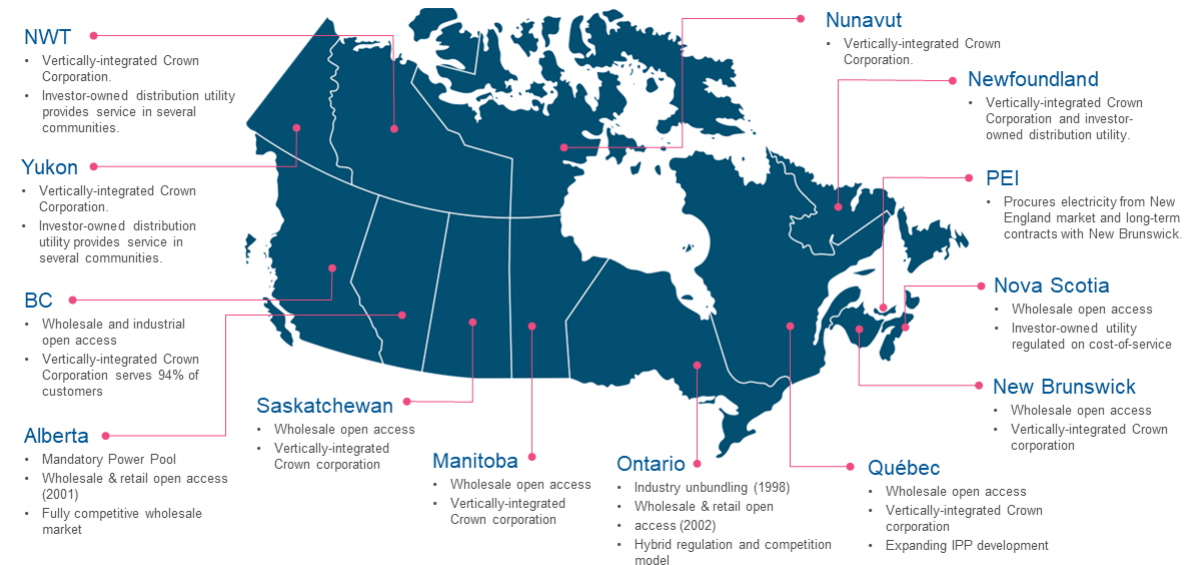 NWT
• Vertically-integrated Crown
Corporation.
• Investor-owned distribution utility
provides service in several
communities.
Yukon
• Vertically-integrated Crown
Corporation.
• Investor-owned distribution
utility provides service in
several communities.
BC
• Wholesale and industrial
open access
• Vertically-integrated Crown
Corporation serves 94% of
customers
Alberta
• Mandatory Power Pool
• Wholesale & retail open access
(2001)
• Fully competitive wholesale
market
Saskatchewan
• Wholesale open access
• Vertically-integrated
Crown corporation
Manitoba
• Wholesale open access
• Vertically-integrated
Crown corporation
Ontario
• Industry unbundling (1998)
• Wholesale & retail open
• access (2002)
• Hybrid regulation and competition
model
Québec
• Wholesale open access
• Vertically-integrated Crown
corporation
• Expanding IPP development
Nunavut
• Vertically-integrated Crown
Corporation.
Newfoundland
• Vertically-integrated Crown
Corporation and investor-
owned distribution utility.
PEI
• Procures electricity from New
England market and long-term
contracts with New Brunswick.
Nova Scotia
• Wholesale open access
• Investor-owned utility
regulated on cost-of-service
New Brunswick
• Wholesale open access
• Vertically-integrated Crown
corporation